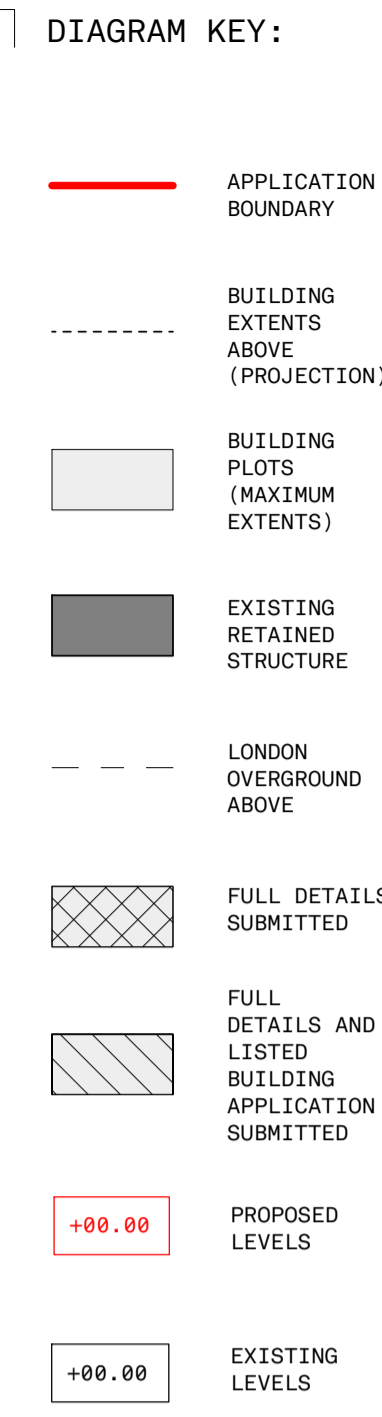 DIAGRAM KEY:
APPLICATION
BOUNDARY
BUILDING
EXTENTS
ABOVE
(PROJECTION)
BUILDING
PLOTS
(MAXIMUM
EXTENTS)
EXISTING
RETAINED
STRUCTURE
LONDON
OVERGROUND
ABOVE
FULL DETAILS
SUBMITTED
FULL
DETAILS AND
LISTED
BUILDING
APPLICATION
SUBMITTED
+00.00
PROPOSED
LEVELS
+00.00
EXISTING
LEVELS